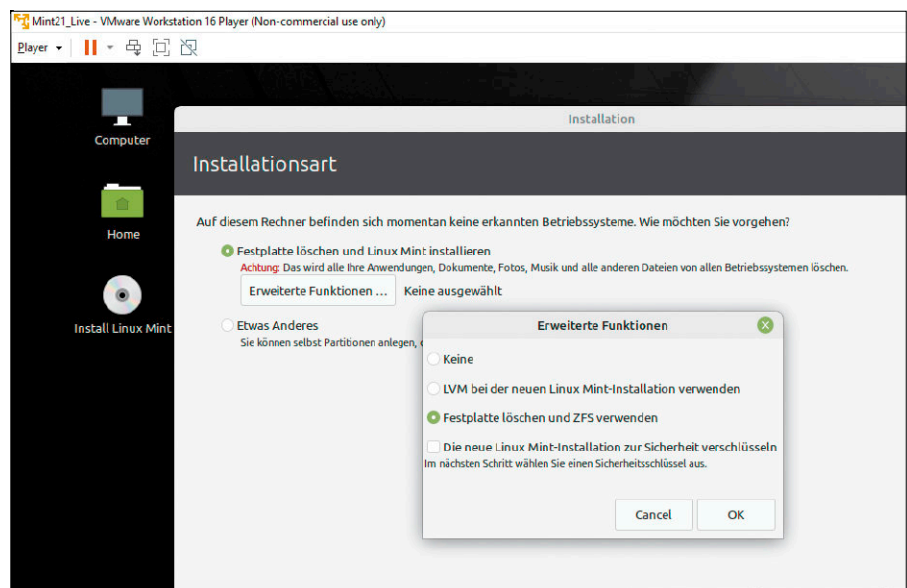 Mint21_Live - VMware Workstation 16 Player (Non-commercial use only)
Player
Computer
Installation
Installationsart
Home
Auf diesem Rechner befinden sich momentan keine erkannten Betriebssysteme. Wie möchten Sie vorgehen?
Festplatte löschen und Linux Mint installieren
Achtung: Das wird alle Ihre Anwendungen, Dokumente, Fotos, Musik und alle anderen Dateien von allen Betriebssystemen löschen.
Erweiterte Funktionen ... Keine ausgewählt
Install Linux Mint
Etwas Anderes
Sie können selbst Partitionen anlegen,
Erweiterte Funktionen
Keine
LVM bei der neuen Linux Mint-Installation verwenden
Festplatte löschen und ZFS verwenden
Die neue Linux Mint-Installation zur Sicherheit verschlüsseln
Im nächsten Schritt wählen Sie einen Sicherheitsschlüssel aus.
Cancel OK